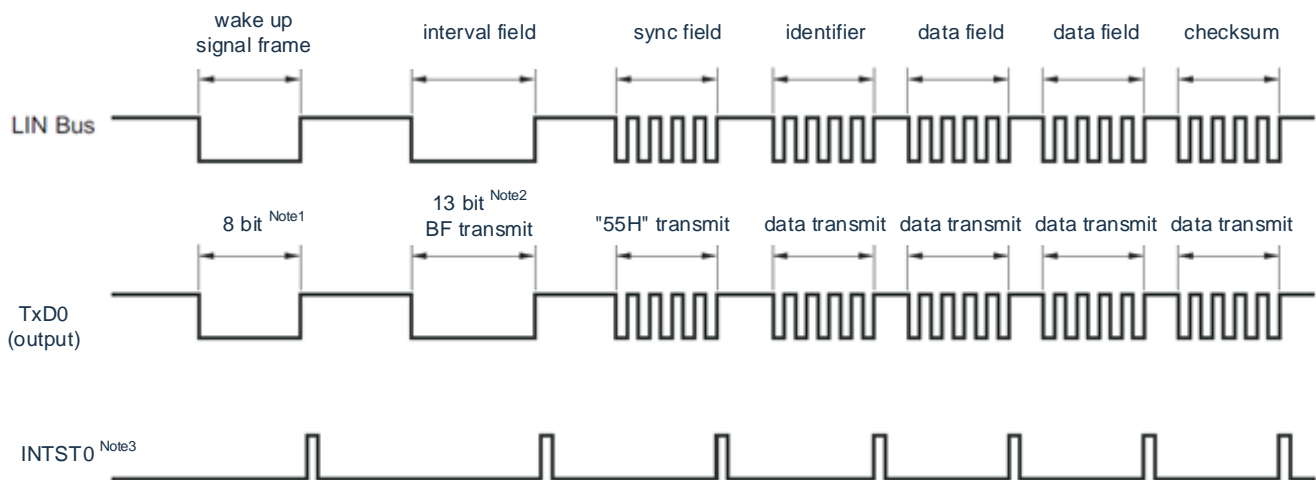 wake up
signal frame
interval field
sync field
identifier
data field
data field
checksum
LIN Bus
8 bit Note1
13 bit Note2
BF transmit
"55H" transmit
data transmit
data transmit
data transmit
data transmit
TxD0
(output)
INTST0 Note3